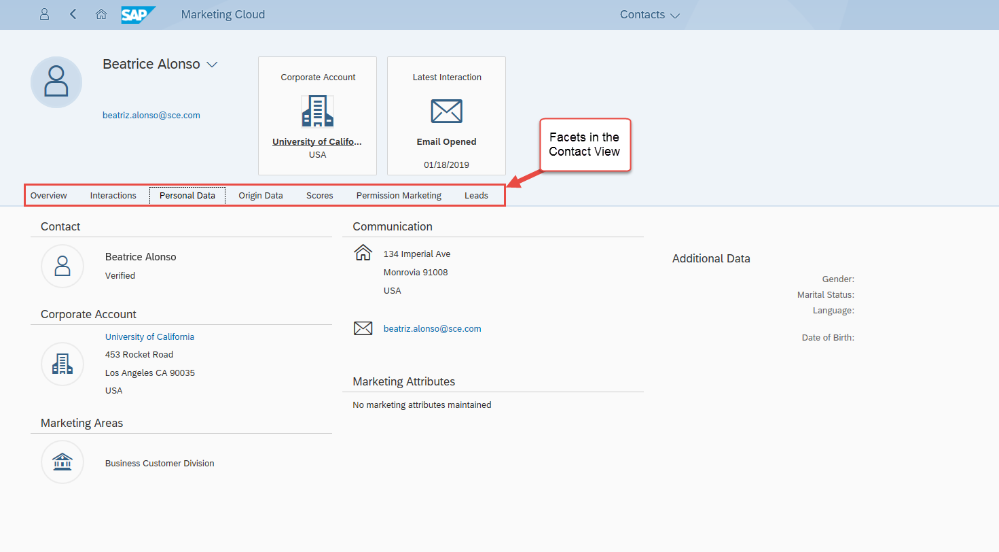 SAP
Marketing Cloud
Contacts
Beatrice Alonso
beatriz.alonso@sce.com
Corporate Account
University of Califo...
USA
Latest Interaction
Email Opened
01/18/2019
Facets in the
Contact View
Overview Interactions Personal Data Origin Data Scores Permission Marketing Leads
Contact
Beatrice Alonso
Verified
Corporate Account
University of California
453 Rocket Road
Los Angeles CA 90035
USA
Marketing Areas
Business Customer Division
Communication
134 Imperial Ave
Monrovia 91008
USA
beatriz.alonso@sce.com
Marketing Attributes
No marketing attributes maintained
Additional Data
Gender:
Marital Status:
Language:
Date of Birth: